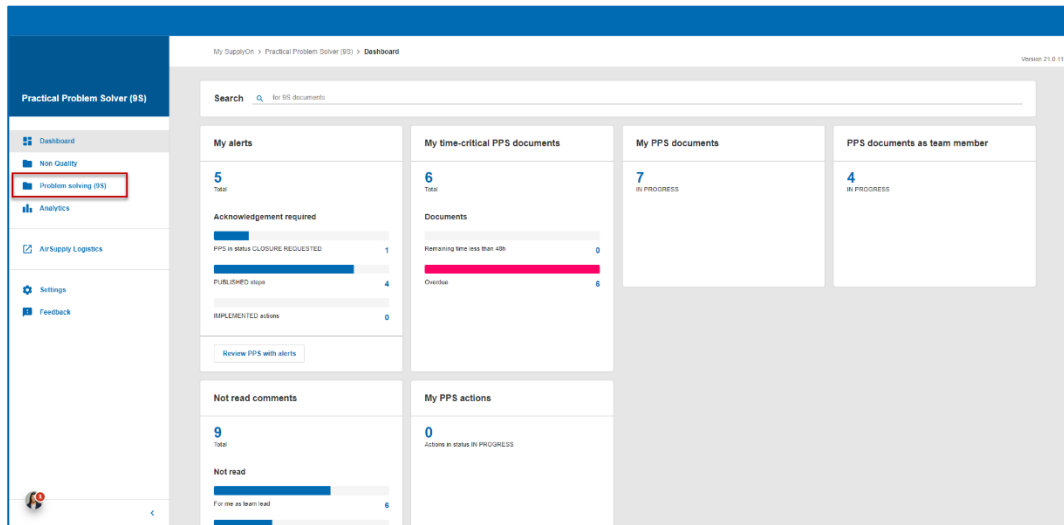 My SupplyOn > Practical Problem Solver (9S) > Dashboard
Version 21.0.11
Practical Problem Solver (9S)
Search for 9S documents
Dashboard
Non Quality
Problem solving (9S)
Analytics
AirSupply Logistics
Settings
Feedback
1
My alerts
5
Total
Acknowledgement required
PPS in status CLOSURE REQUESTED 1
PUBLISHED steps 4
IMPLEMENTED actions 0
Review PPS with alerts
My time-critical PPS documents
6
Total
Documents
Remaining time less than 48h 0
Overdue 6
My PPS documents
7
IN PROGRESS
PPS documents as team member
4
IN PROGRESS
Not read comments
9
Total
Not read
For me as team lead 6
My PPS actions
0
Actions in status IN PROGRESS